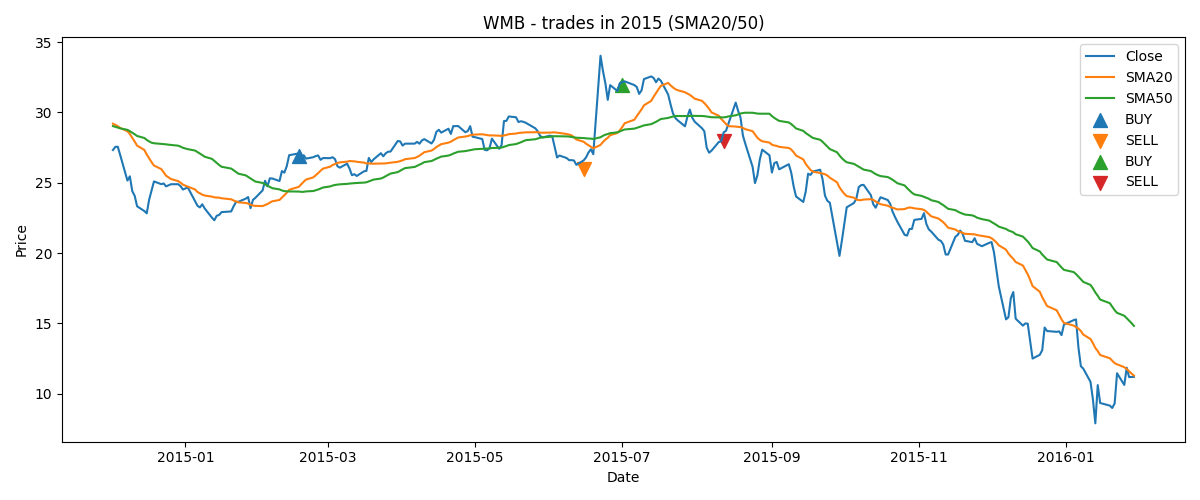 WMB - trades in 2015 (SMA20/50)
35
30
25
20
15
10
Price
Close
SMA20
SMA50
BUY
SELL
BUY
SELL
2015-01
2015-03
2015-05
2015-07
2015-09
2015-11
2016-01
Date